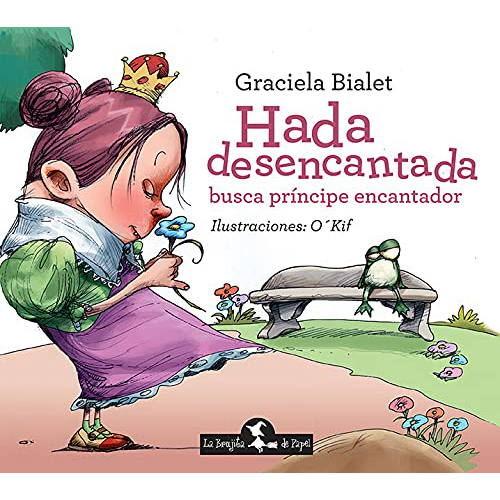 Graciela Bialet
Hada
desencantada
busca príncipe encantador
Ilustraciones: O´Kif
La Brujita de Papel